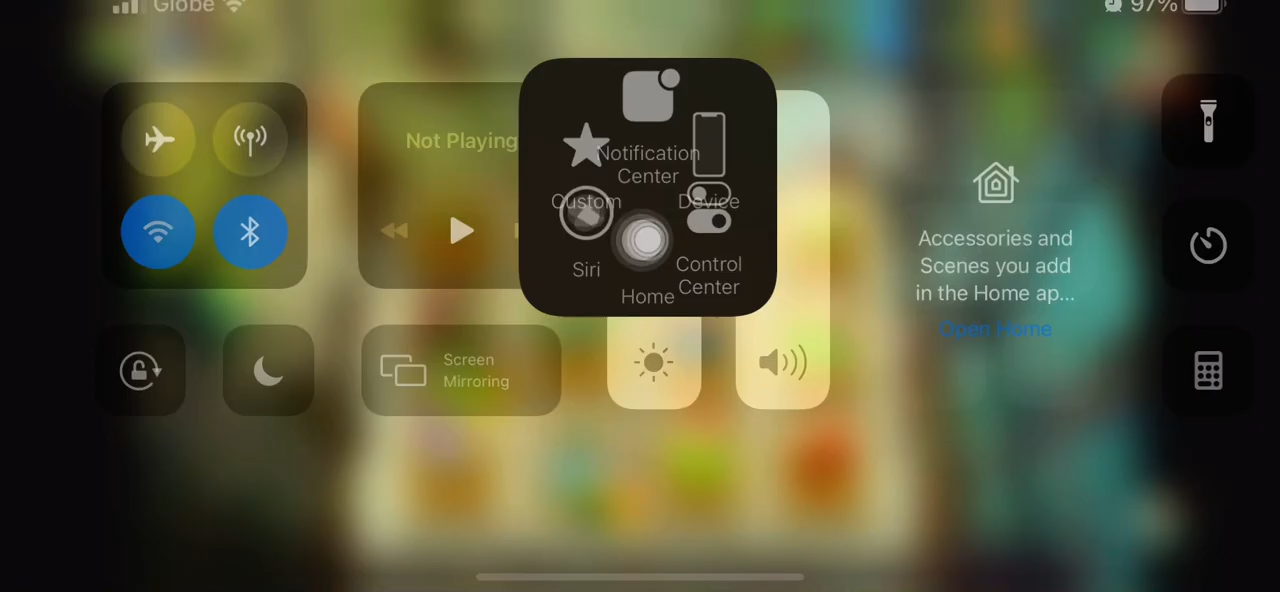 Globe
97%
Not Playing
Notification
Center
Custom
Device
Siri
Control
Center
Home
Accessories and
Scenes you add
in the Home ap...
Open Home
Screen
Mirroring